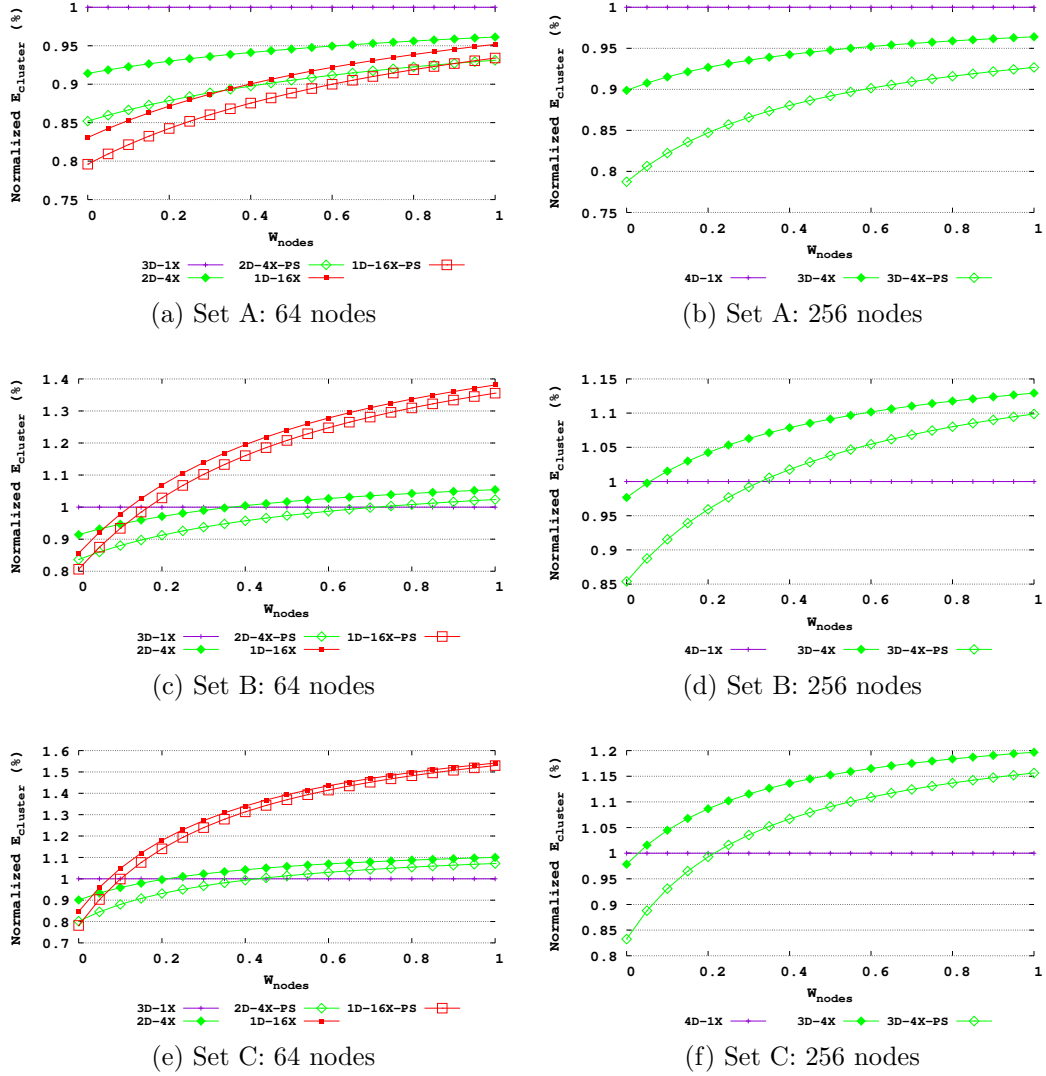 Normalized E_cluster (%)
1
0.95
0.9
0.85
0.8
0.75
0 0.2 0.4 0.6 0.8 1
W_nodes
3D-1X 2D-4X-PS 1D-16X-PS
2D-4X 1D-16X
(a) Set A: 64 nodes
Normalized E_cluster (%)
1
0.95
0.9
0.85
0.8
0.75
0 0.2 0.4 0.6 0.8 1
W_nodes
4D-1X 3D-4X 3D-4X-PS
(b) Set A: 256 nodes
Normalized E_cluster (%)
1.4
1.3
1.2
1.1
1
0.9
0.8
0 0.2 0.4 0.6 0.8 1
W_nodes
3D-1X 2D-4X-PS 1D-16X-PS
2D-4X 1D-16X
(c) Set B: 64 nodes
Normalized E_cluster (%)
1.15
1.1
1.05
1
0.95
0.9
0.85
0 0.2 0.4 0.6 0.8 1
W_nodes
4D-1X 3D-4X 3D-4X-PS
(d) Set B: 256 nodes
Normalized E_cluster (%)
1.6
1.5
1.4
1.3
1.2
1.1
1
0.9
0.8
0.7
0 0.2 0.4 0.6 0.8 1
W_nodes
3D-1X 2D-4X-PS 1D-16X-PS
2D-4X 1D-16X
(e) Set C: 64 nodes
Normalized E_cluster (%)
1.2
1.15
1.1
1.05
1
0.95
0.9
0.85
0.8
0 0.2 0.4 0.6 0.8 1
W_nodes
4D-1X 3D-4X 3D-4X-PS
(f) Set C: 256 nodes